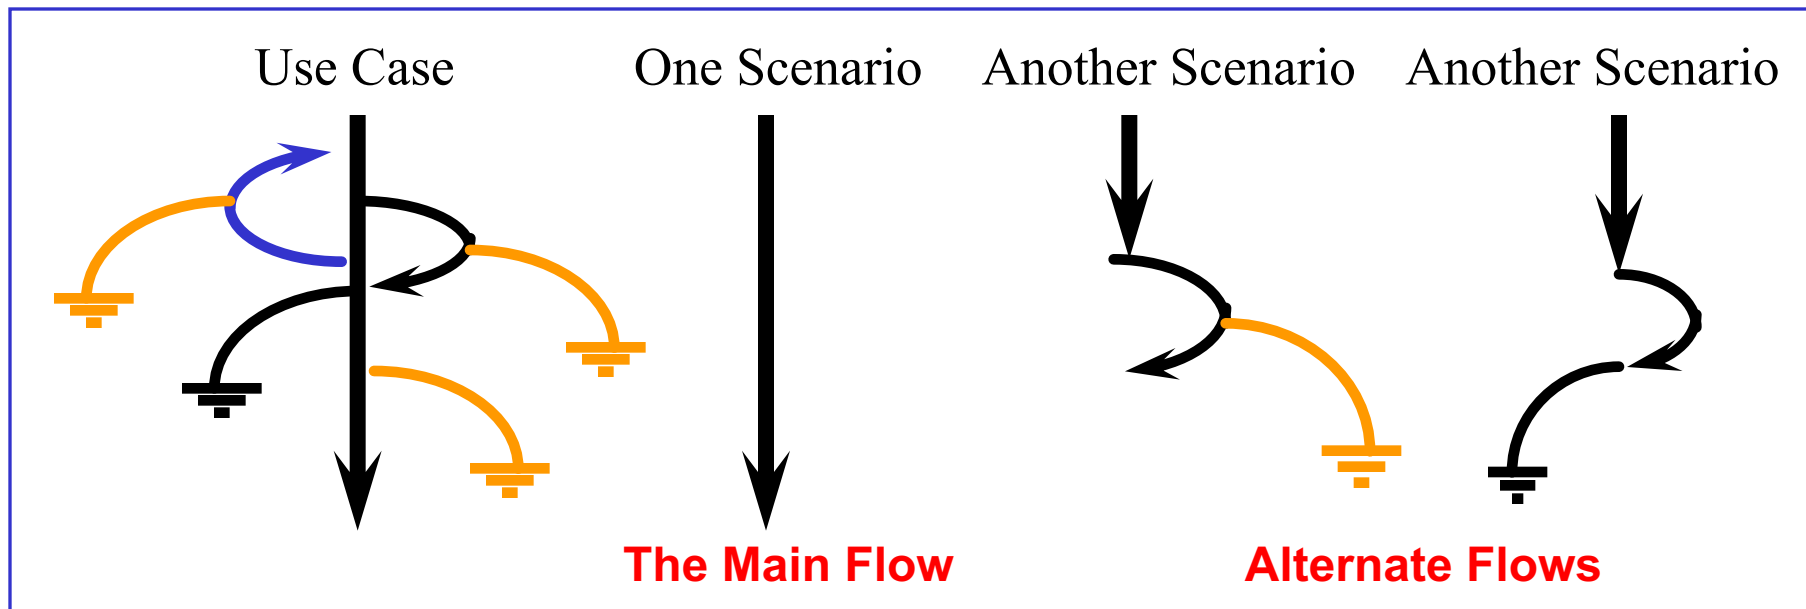 Use Case
One Scenario
Another Scenario
Another Scenario
The Main Flow
Alternate Flows